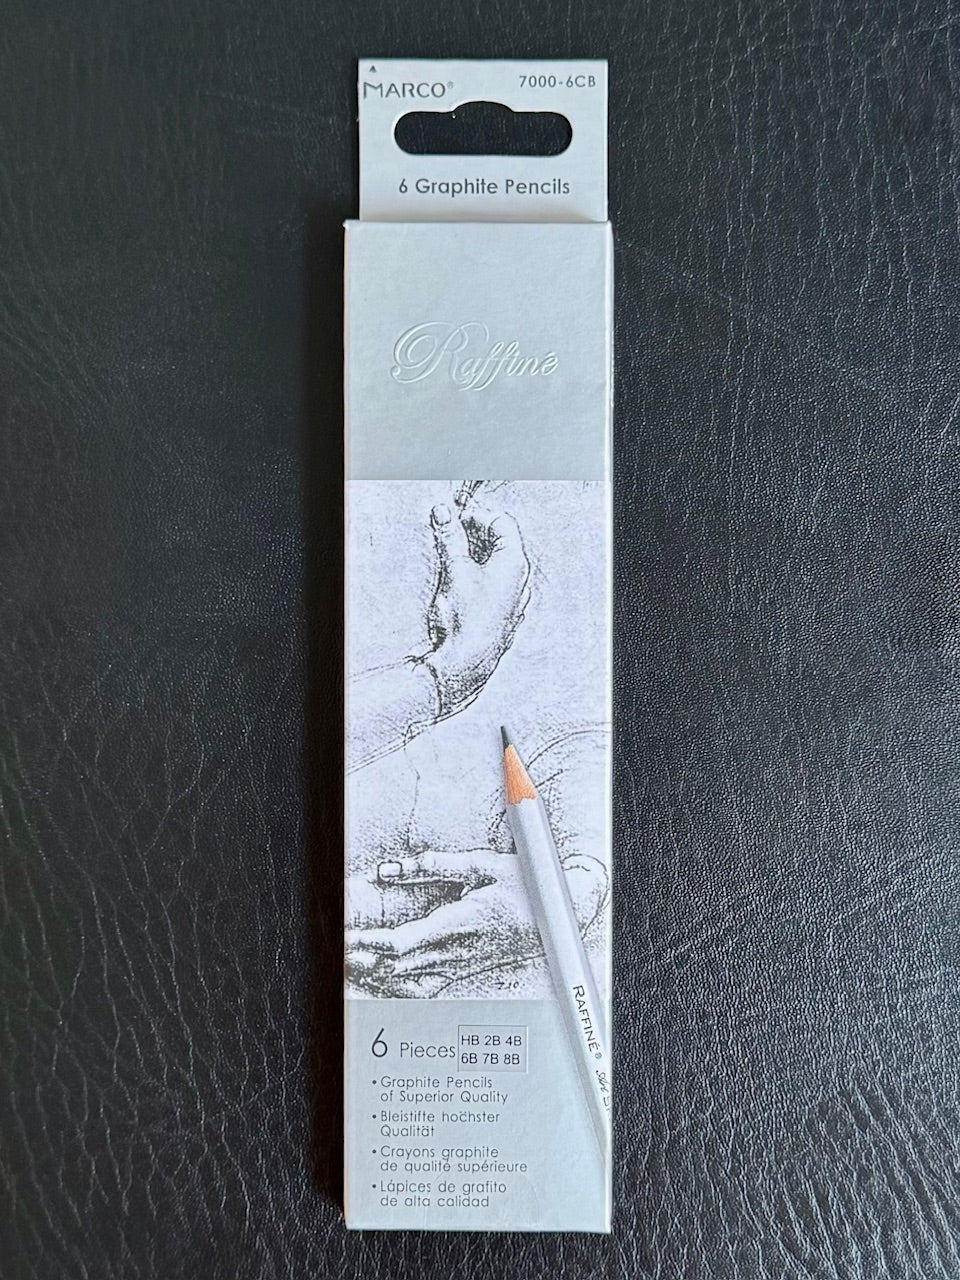 MARCO® 7000-6CB
6 Graphite Pencils
Raffiné
RAFFINÉ®
6 Pieces
HB 2B 4B
6B 7B 8B
• Graphite Pencils
of Superior Quality
• Bleistifte höchster
Qualität
• Crayons graphite
de qualité supérieure
• Lápices de grafito
de alta calidad